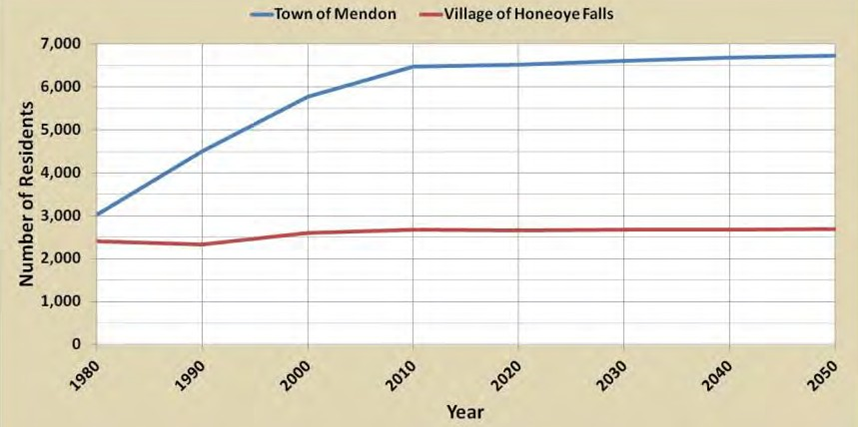 Town of Mendon Village of Honeoye Falls
7,000
6,000
5,000
4,000
3,000
2,000
1,000
0
Number of Residents
1980 1990 2000 2010 2020 2030 2040 2050
Year